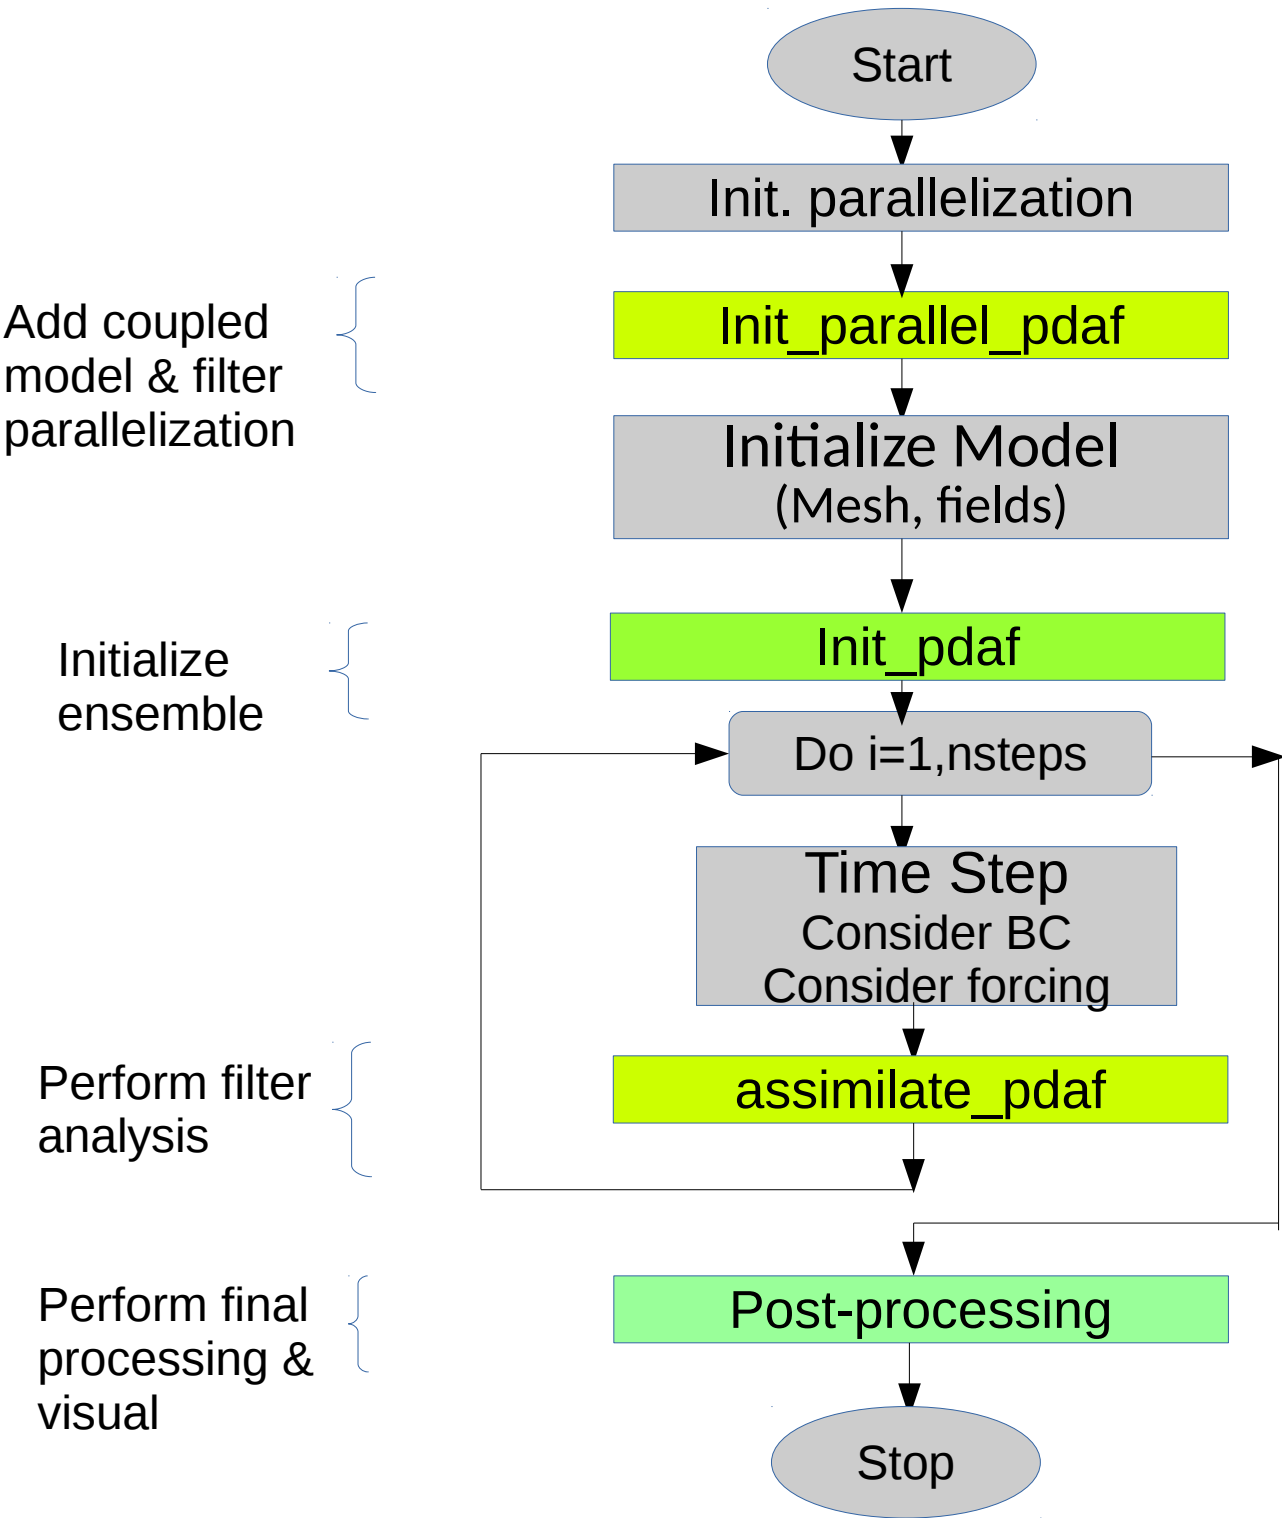 Start
Init. parallelization
Add coupled
model & filter
parallelization
Init_parallel_pdaf
Initialize Model
(Mesh, fields)
Initialize
ensemble
Init_pdaf
Do i=1,nsteps
Time Step
Consider BC
Consider forcing
Perform filter
analysis
assimilate_pdaf
Perform final
processing &
visual
Post-processing
Stop